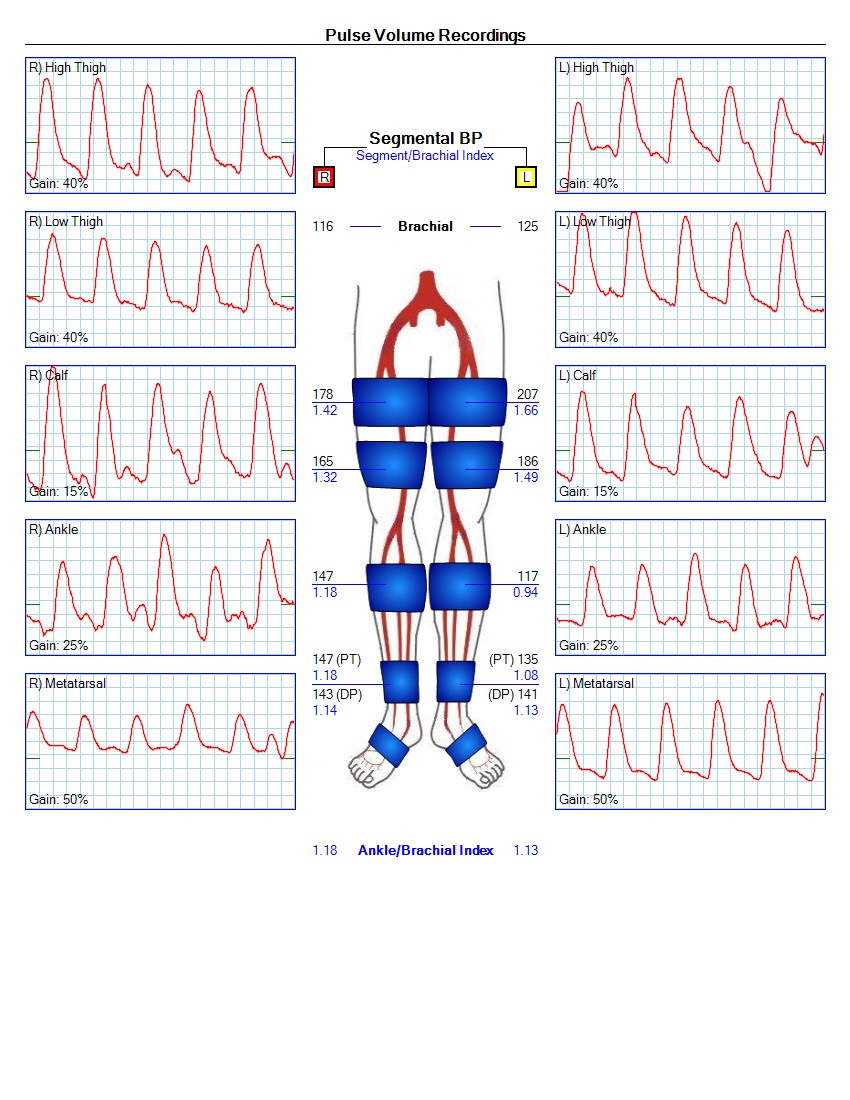 Pulse Volume Recordings
R) High Thigh
Gain: 40%
L) High Thigh
Gain: 40%
Segmental BP
Segment/Brachial Index
R
L
116 Brachial 125
R) Low Thigh
Gain: 40%
L) Low Thigh
Gain: 40%
R) Calf
Gain: 15%
L) Calf
Gain: 15%
178 207
1.42 1.66
165 186
1.32 1.49
R) Ankle
Gain: 25%
L) Ankle
Gain: 25%
147 117
1.18 0.94
147 (PT) (PT) 135
1.18 1.08
143 (DP) (DP) 141
1.14 1.13
R) Metatarsal
Gain: 50%
L) Metatarsal
Gain: 50%
1.18 Ankle/Brachial Index 1.13